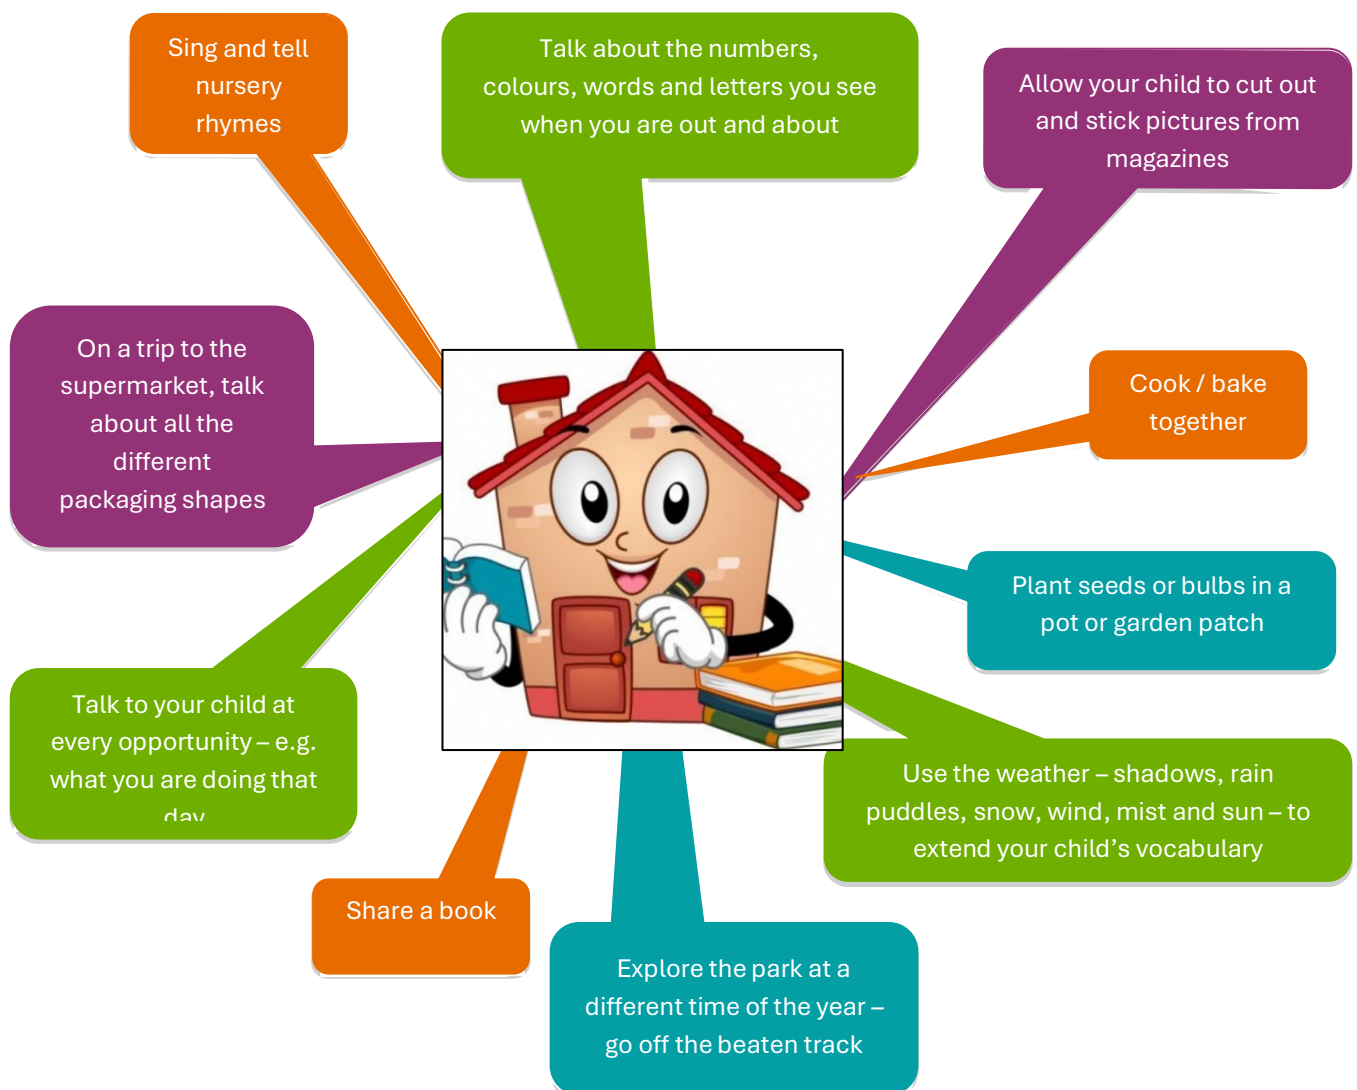 Sing and tell
nursery
rhymes
Talk about the numbers,
colours, words and letters you see
when you are out and about
Allow your child to cut out
and stick pictures from
magazines
On a trip to the
supermarket, talk
about all the
different
packaging shapes
Cook / bake
together
Plant seeds or bulbs in a
pot or garden patch
Talk to your child at
every opportunity – e.g.
what you are doing that
day
Use the weather – shadows, rain
puddles, snow, wind, mist and sun – to
extend your child’s vocabulary
Share a book
Explore the park at a
different time of the year –
go off the beaten track